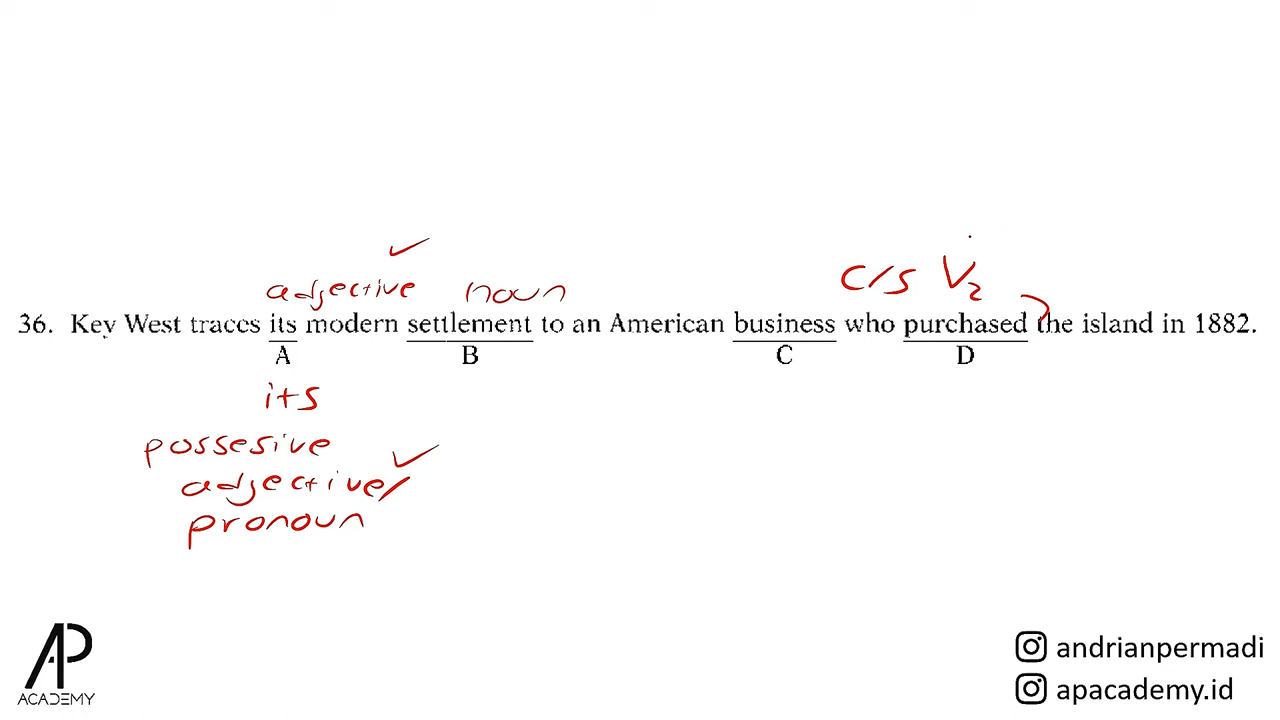 adjective noun c/s V2
36. Key West traces its modern settlement to an American business who purchased the island in 1882.
A B C D
its
possesive
adjective/
pronoun
AP
ACADEMY
andrianpermadi
apacademy.id